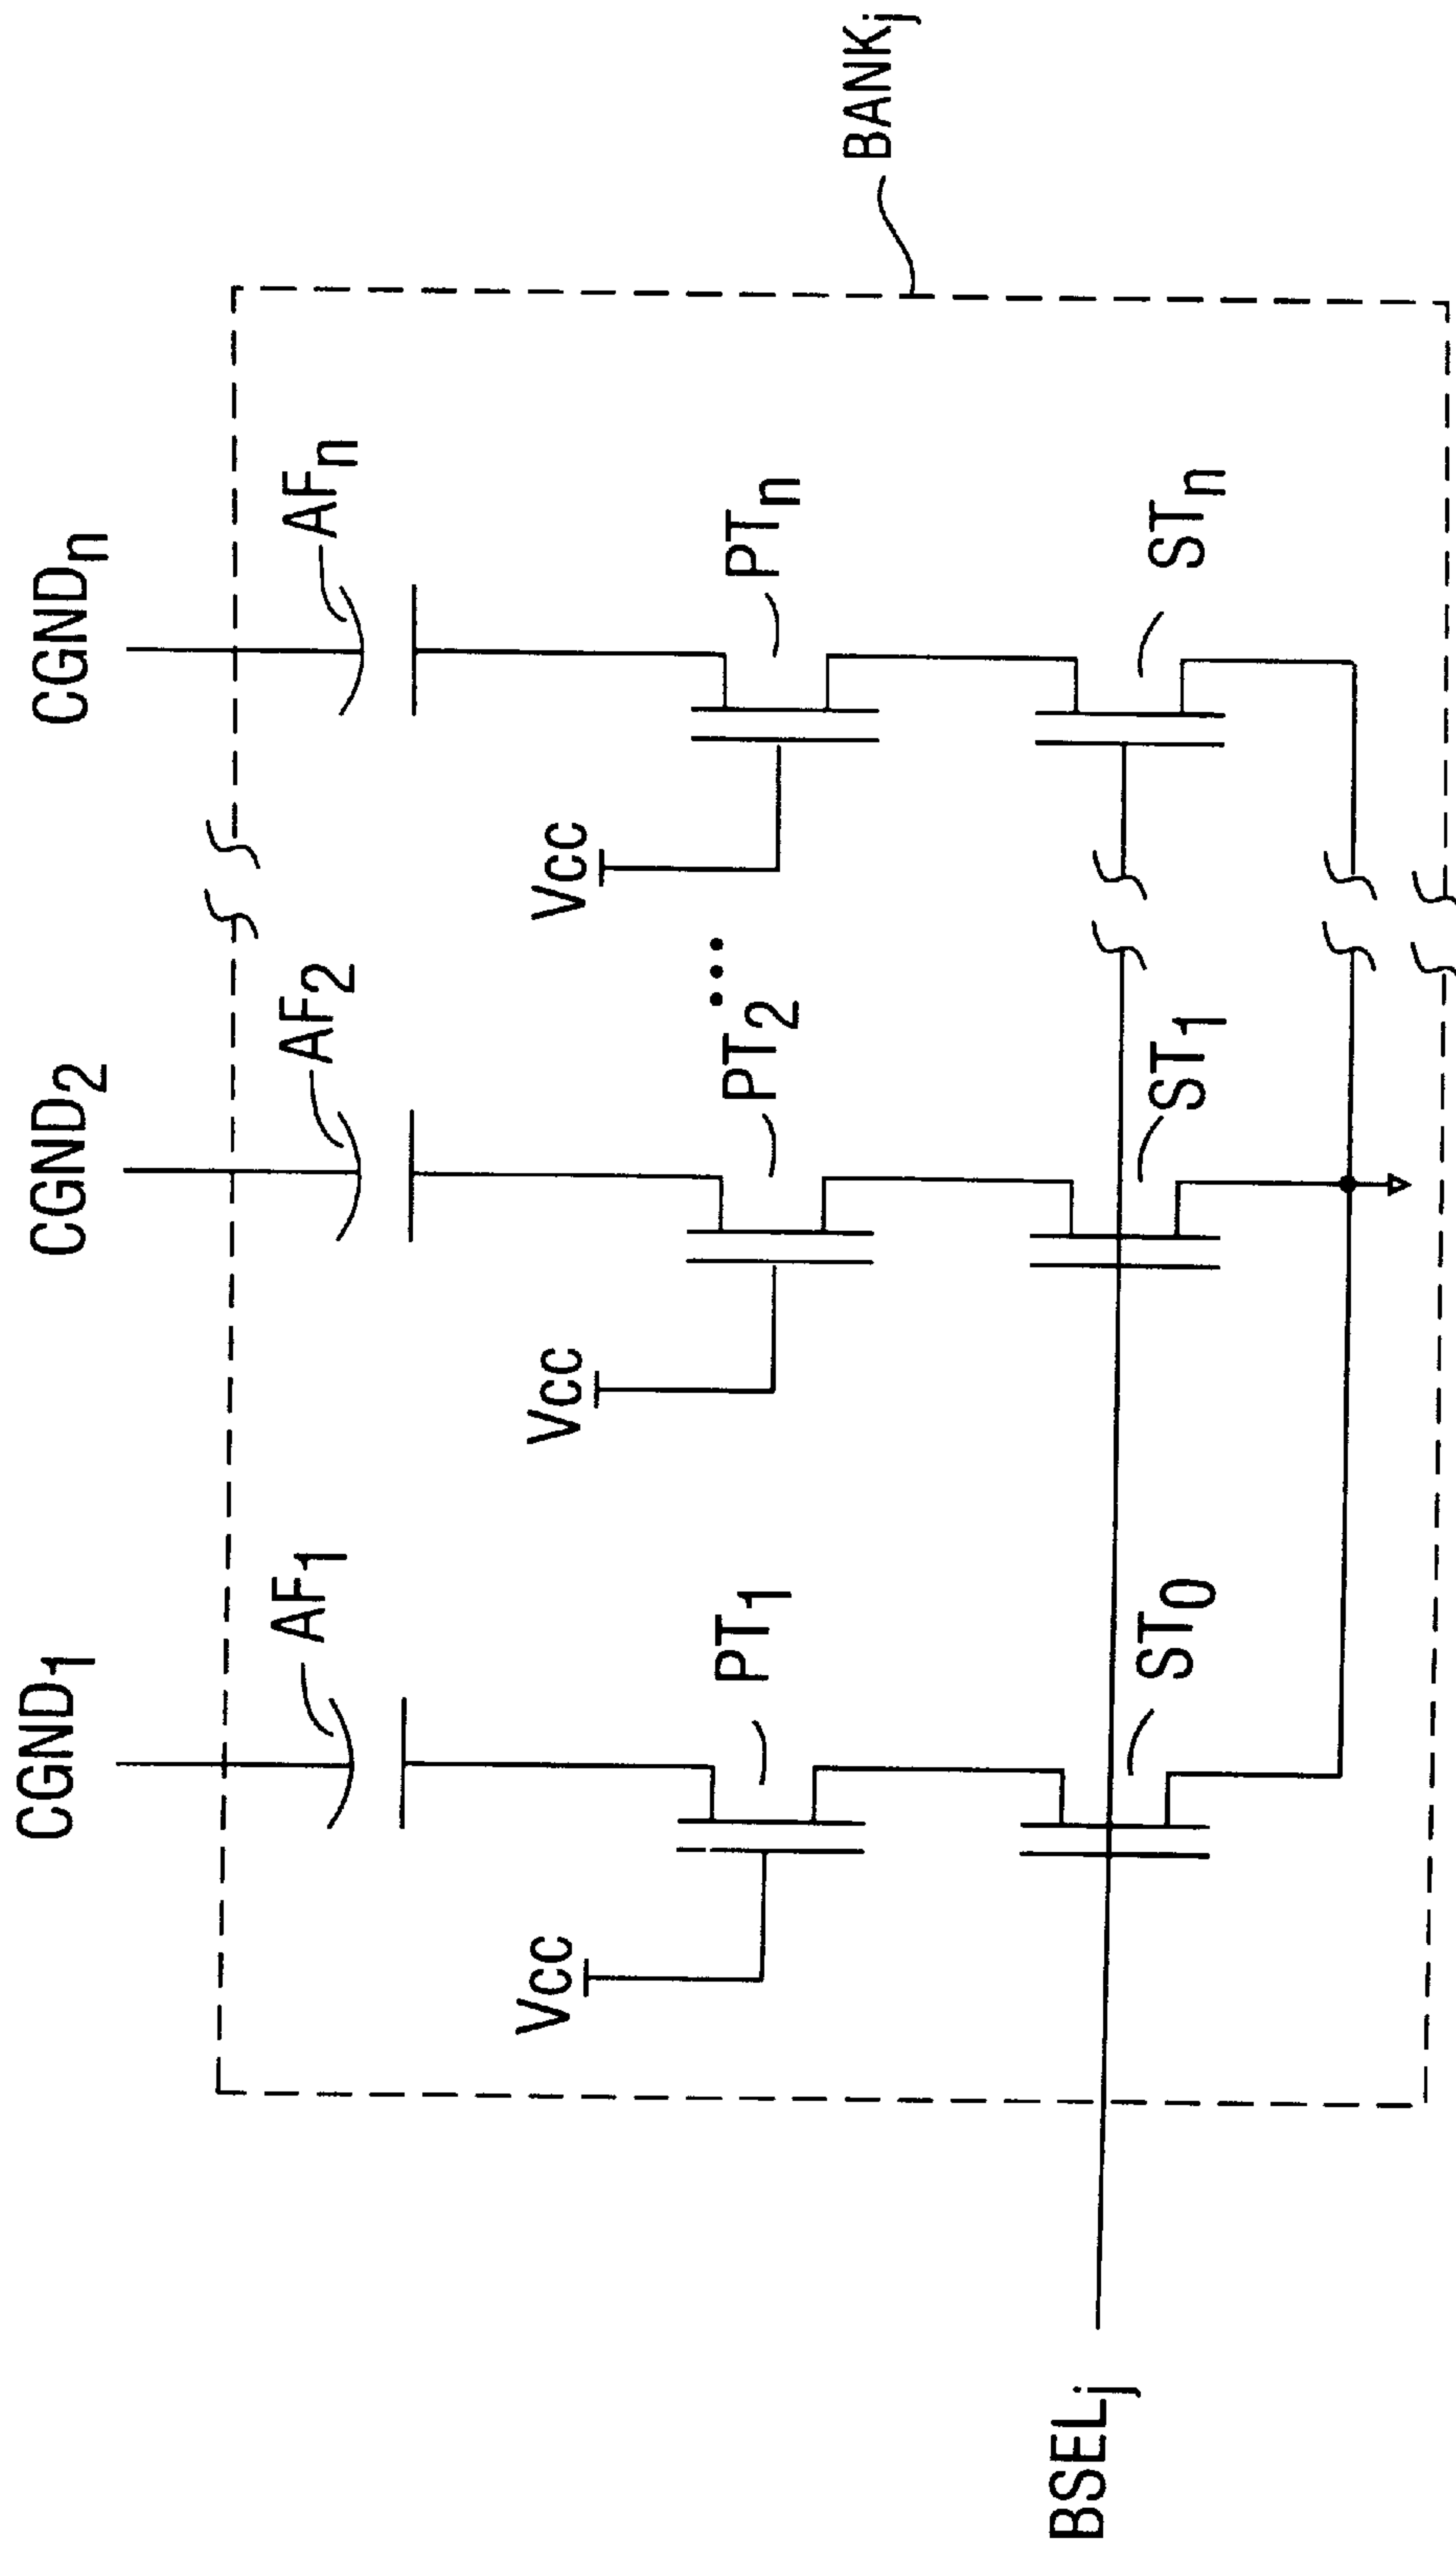 CGND1 CGND2 CGNDn
AF1 AF2 AFn
BANKj
Vcc Vcc Vcc
PT1 PT2 ... PTn
BSELj
ST0 ST1 STn